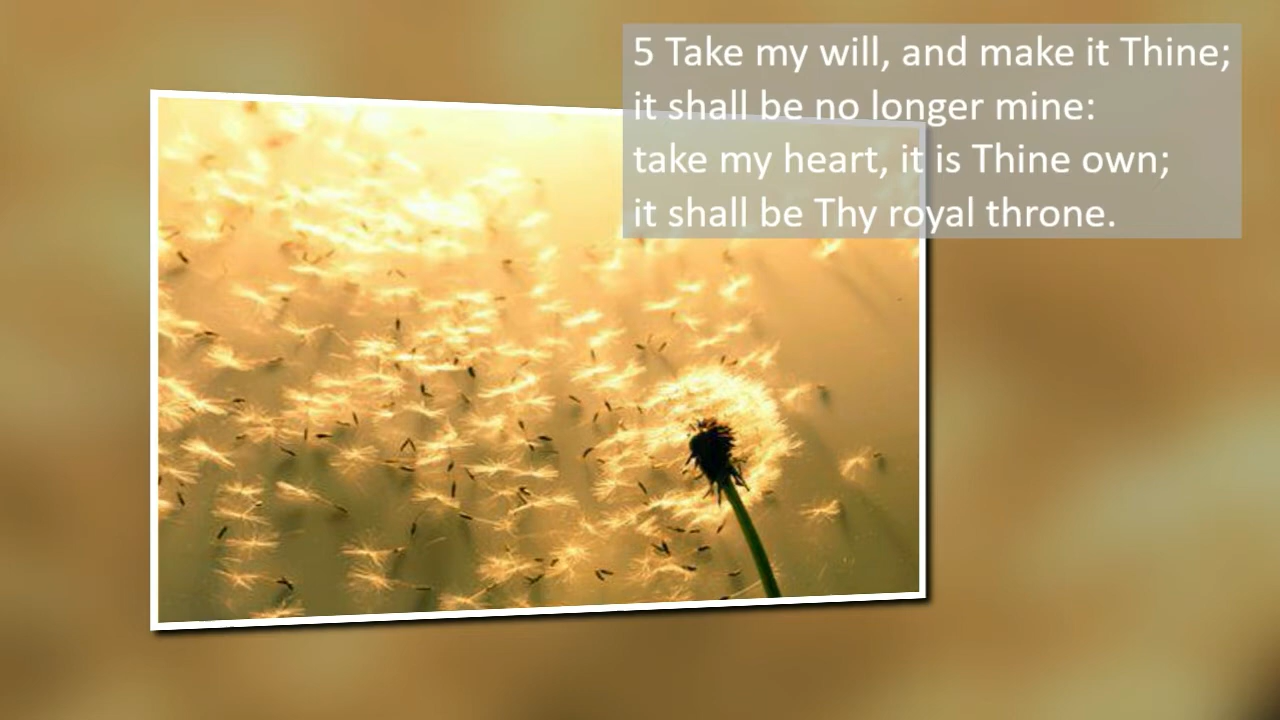 5 Take my will, and make it Thine;
it shall be no longer mine:
take my heart, it is Thine own;
it shall be Thy royal throne.